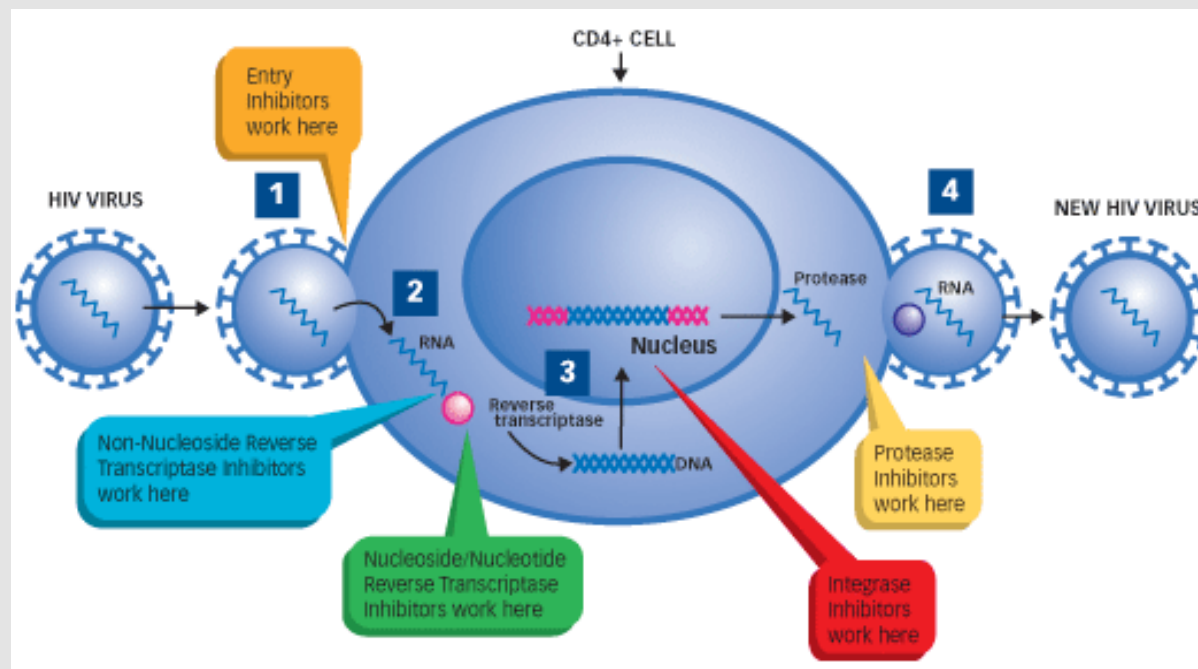 CD4+ CELL
Entry
Inhibitors
work here
1
4
HIV VIRUS
NEW HIV VIRUS
2
Protease
RNA
RNA
Nucleus
3
Reverse
transcriptase
DNA
Non-Nucleoside Reverse
Transcriptase Inhibitors
work here
Protease
Inhibitors
work here
Nucleoside/Nucleotide
Reverse Transcriptase
Inhibitors work here
Integrase
Inhibitors
work here